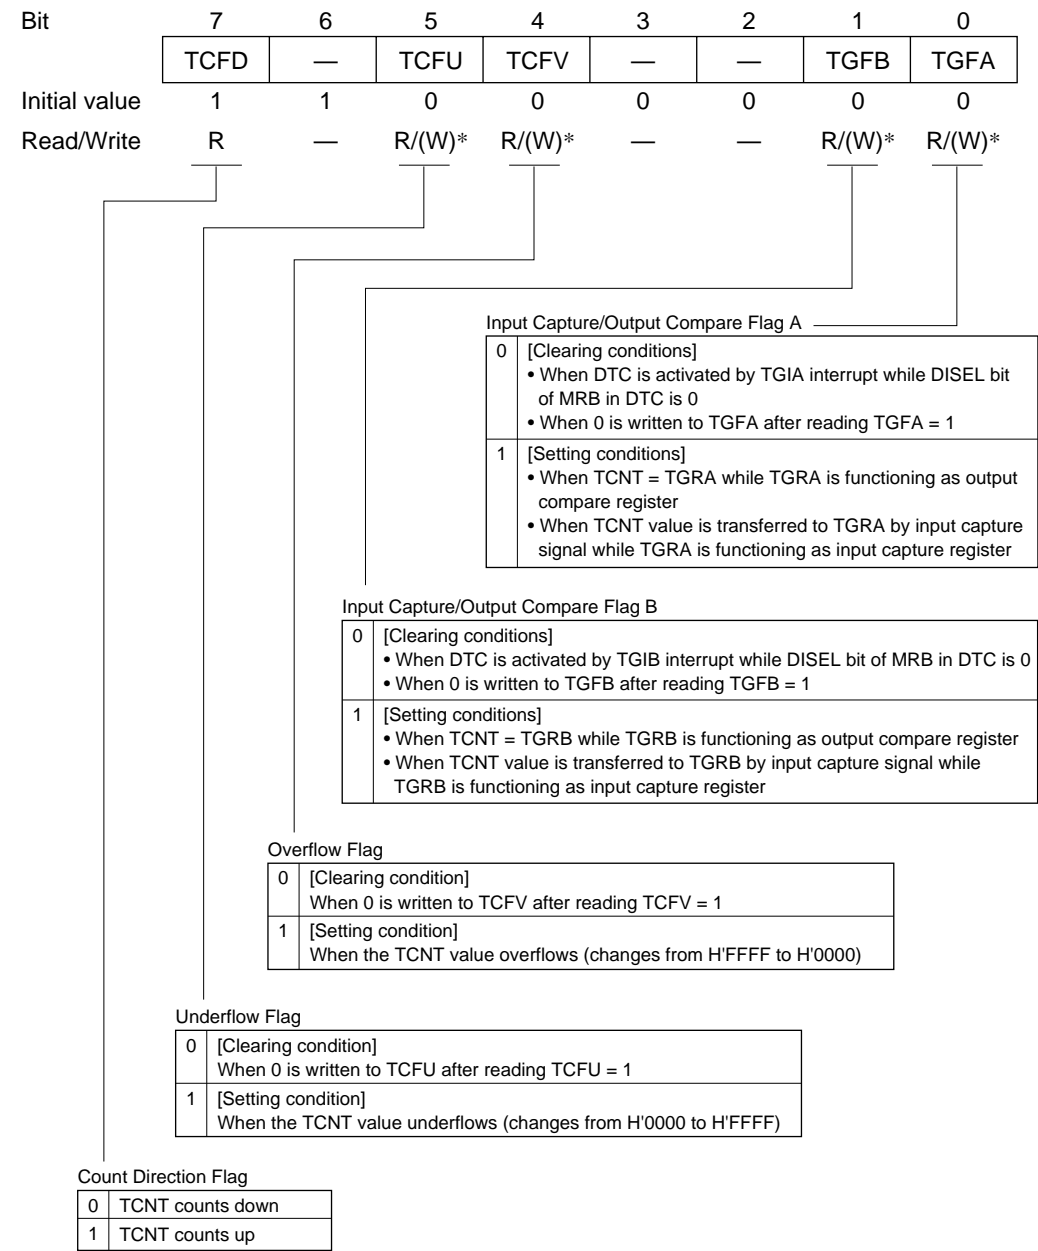 Bit 7 6 5 4 3 2 1 0
TCFD — TCFU TCFV — — TGFB TGFA
Initial value 1 1 0 0 0 0 0 0
Read/Write R — R/(W)* R/(W)* — — R/(W)* R/(W)*
Input Capture/Output Compare Flag A
0 [Clearing conditions]
• When DTC is activated by TGIA interrupt while DISEL bit
of MRB in DTC is 0
• When 0 is written to TGFA after reading TGFA = 1
1 [Setting conditions]
• When TCNT = TGRA while TGRA is functioning as output
compare register
• When TCNT value is transferred to TGRA by input capture
signal while TGRA is functioning as input capture register
Input Capture/Output Compare Flag B
0 [Clearing conditions]
• When DTC is activated by TGIB interrupt while DISEL bit of MRB in DTC is 0
• When 0 is written to TGFB after reading TGFB = 1
1 [Setting conditions]
• When TCNT = TGRB while TGRB is functioning as output compare register
• When TCNT value is transferred to TGRB by input capture signal while
TGRB is functioning as input capture register
Overflow Flag
0 [Clearing condition]
When 0 is written to TCFV after reading TCFV = 1
1 [Setting condition]
When the TCNT value overflows (changes from H'FFFF to H'0000)
Underflow Flag
0 [Clearing condition]
When 0 is written to TCFU after reading TCFU = 1
1 [Setting condition]
When the TCNT value underflows (changes from H'0000 to H'FFFF)
Count Direction Flag
0 TCNT counts down
1 TCNT counts up